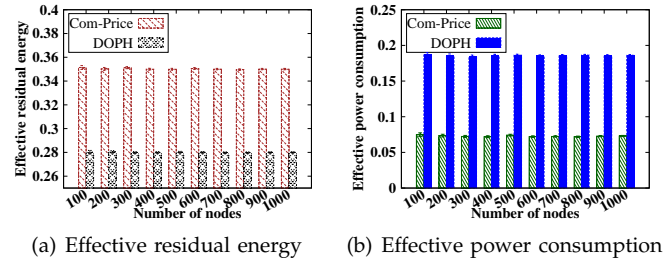 0.4
0.38
0.36
0.34
0.32
0.3
0.28
0.26
Effective residual energy
Com-Price
DOPH
100 200 300 400 500 600 700 800 900 1000
Number of nodes
(a) Effective residual energy
0.25
0.2
0.15
0.1
0.05
0
Effective power consumption
Com-Price
DOPH
100 200 300 400 500 600 700 800 900 1000
Number of nodes
(b) Effective power consumption